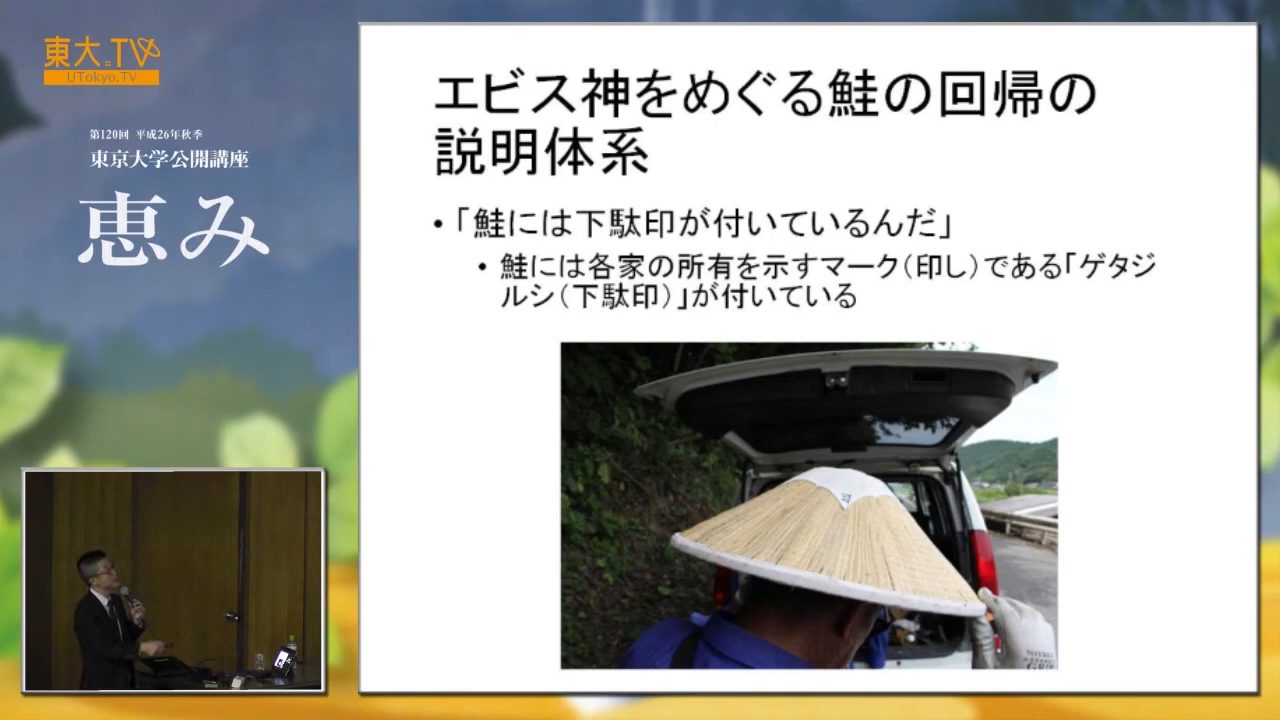 東大.TV
UTokyo.TV
第120回 平成26年秋季
東京大学公開講座
恵み
エビス神をめぐる鮭の回帰の
説明体系
• 「鮭には下駄印が付いているんだ」
• 鮭には各家の所有を示すマーク(印し)である「ゲタジ
ルシ(下駄印)」が付いている